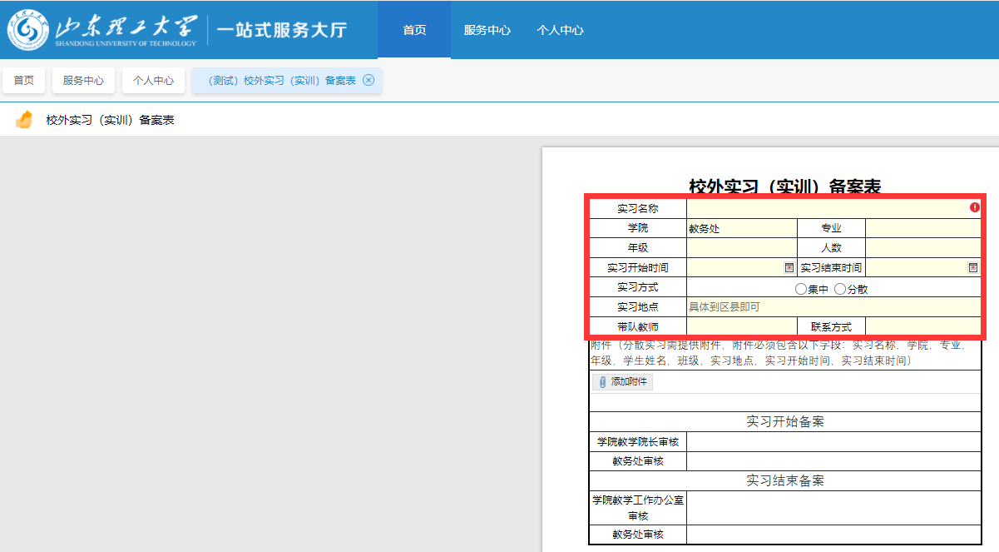 山东理工大学 一站式服务大厅 首页 服务中心 个人中心
SHANDONG UNIVERSITY OF TECHNOLOGY
首页 服务中心 个人中心 （测试）校外实习（实训）备案表
校外实习（实训）备案表
校外实习（实训）备案表
实习名称
学院 教务处 专业
年级 人数
实习开始时间 实习结束时间
实习方式 集中 分散
实习地点 具体到区县即可
带队教师 联系方式
附件（分散实习需提供附件，附件必须包含以下字段：实习名称，学院，专业，
年级，学生姓名，班级，实习地点，实习开始时间，实习结束时间）
添加附件
实习开始备案
学院教学院长审核
教务处审核
实习结束备案
学院教学工作办公室
审核
教务处审核